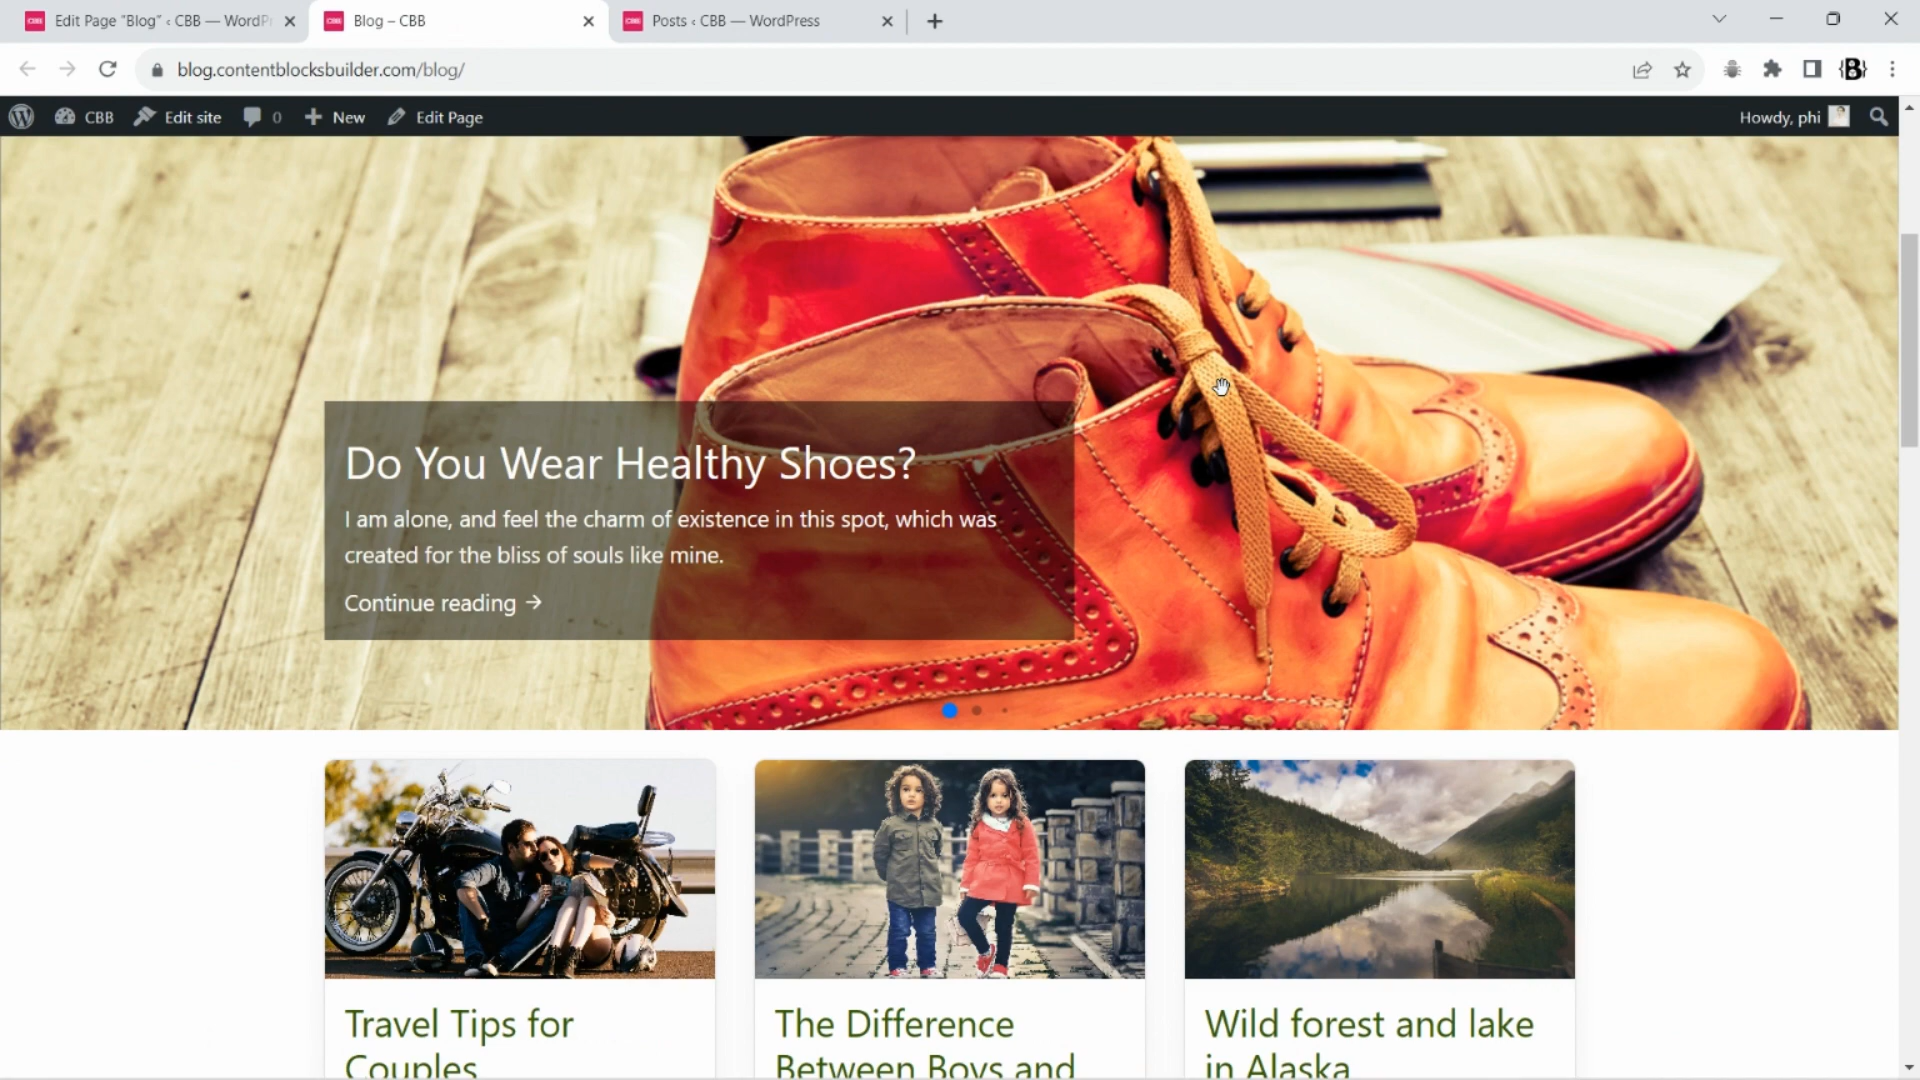 Edit Page "Blog" ‹ CBB — WordP
Blog – CBB
Posts ‹ CBB — WordPress
blog.contentblocksbuilder.com/blog/
CBB
Edit site
0
New
Edit Page
Howdy, phi
Do You Wear Healthy Shoes?
I am alone, and feel the charm of existence in this spot, which was
created for the bliss of souls like mine.
Continue reading →
Travel Tips for
Couples
The Difference
Between Boys and
Wild forest and lake
in Alaska